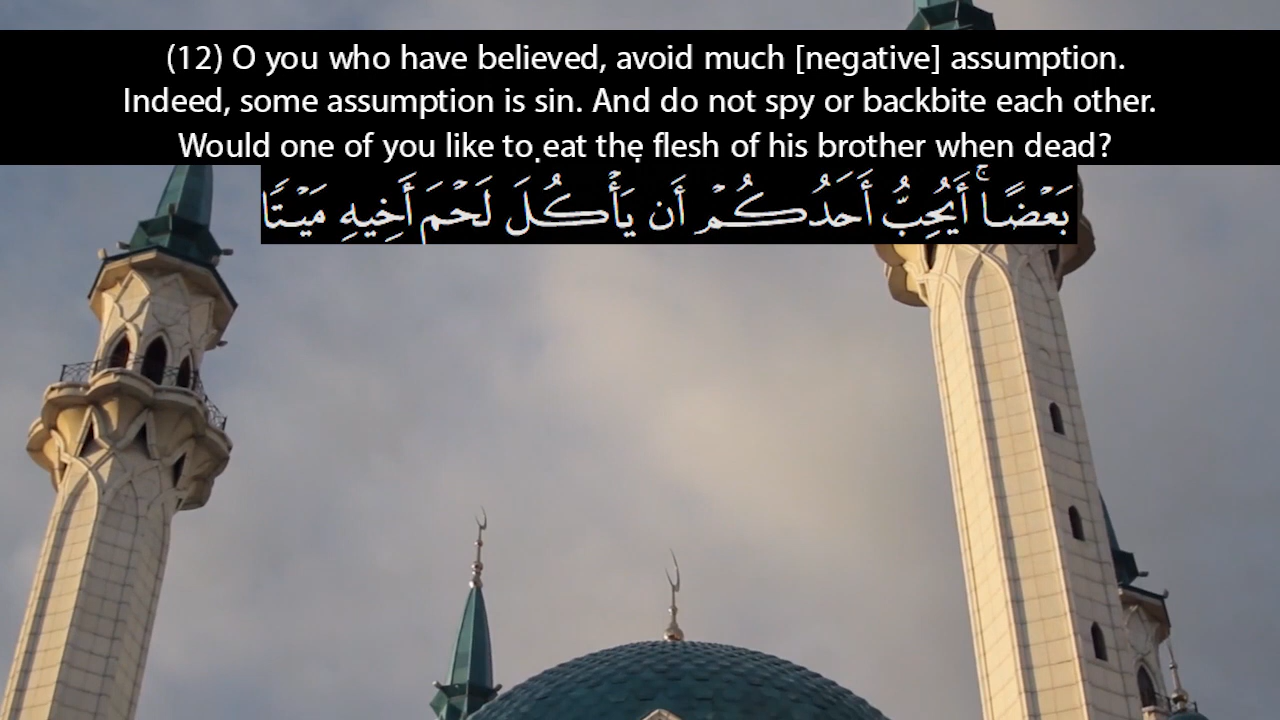 (12) O you who have believed, avoid much [negative] assumption.
Indeed, some assumption is sin. And do not spy or backbite each other.
Would one of you like to eat the flesh of his brother when dead?
بَعْضًا ۚ أَيُحِبُّ أَحَدُكُمْ أَن يَأْكُلَ لَحْمَ أَخِيهِ مَيْتًا